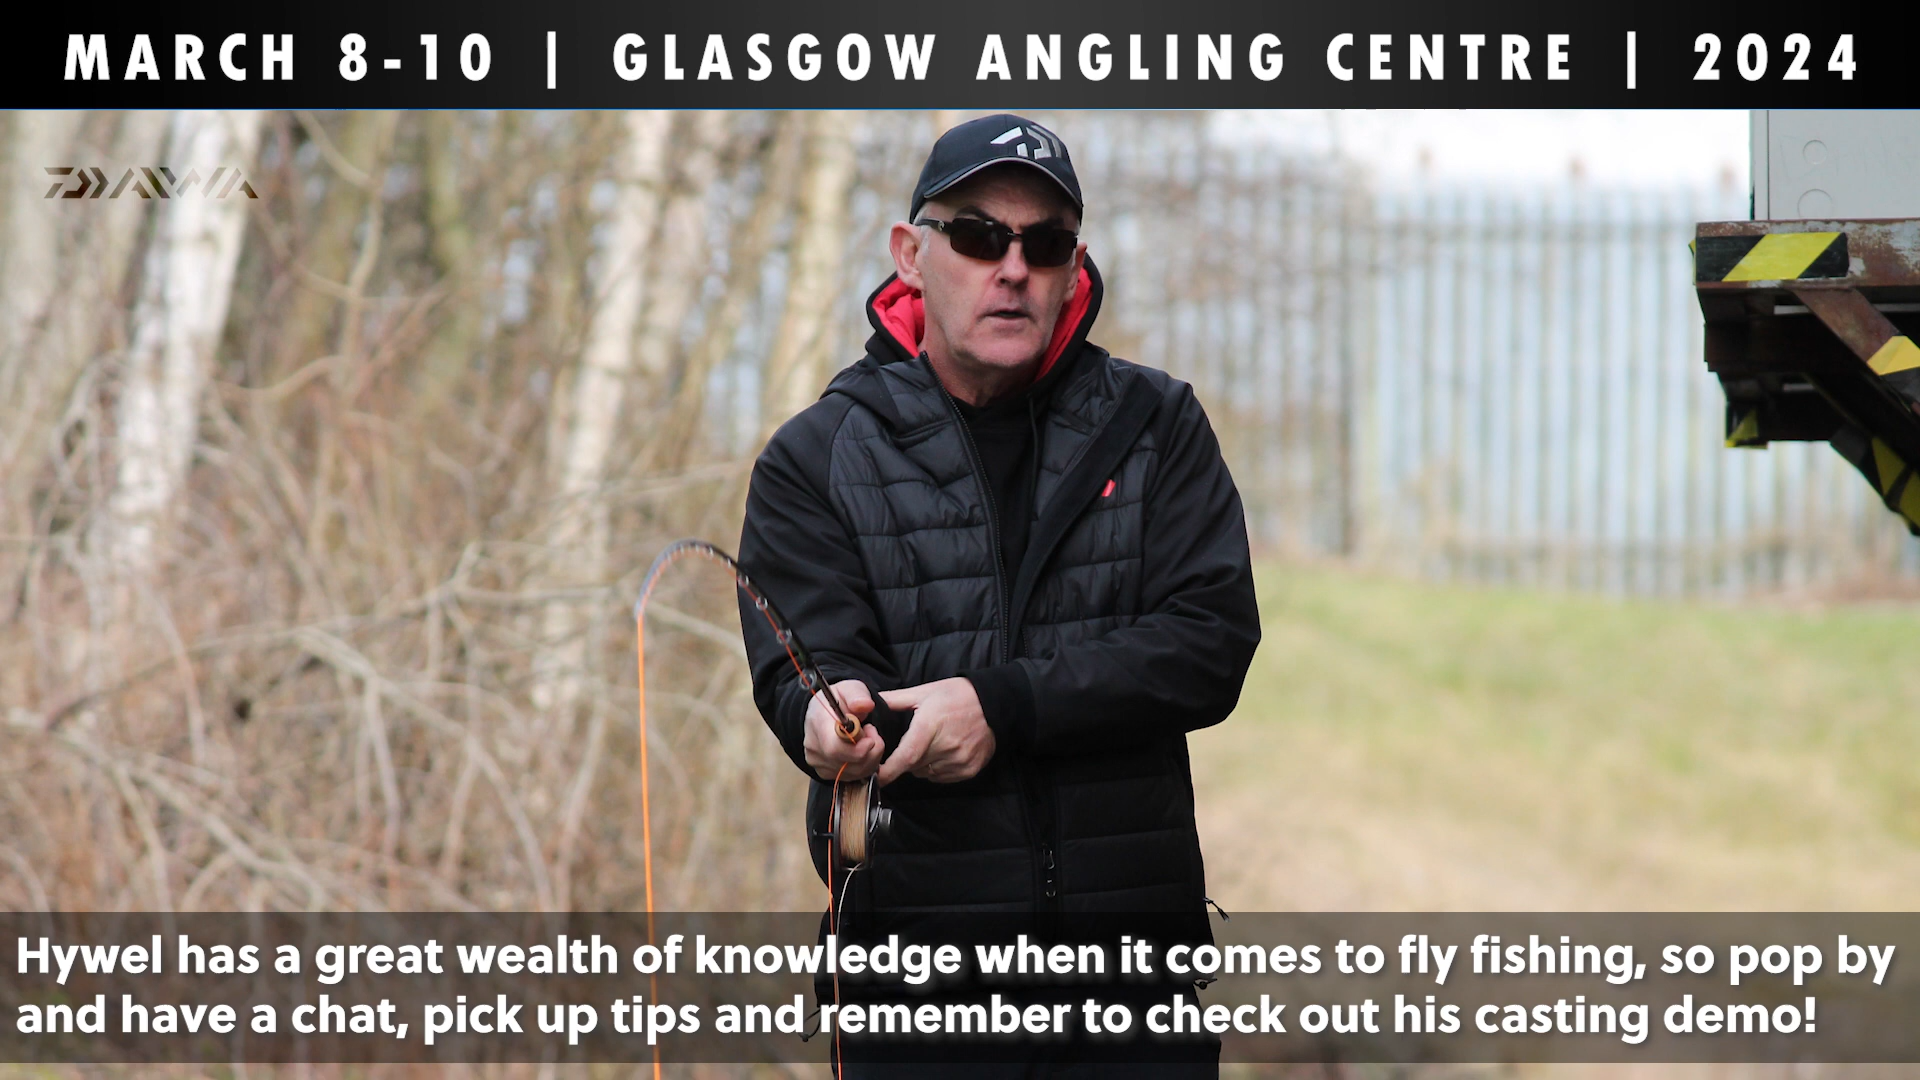 MARCH 8-10 | GLASGOW ANGLING CENTRE | 2024
DAIWA
Hywel has a great wealth of knowledge when it comes to fly fishing, so pop by
and have a chat, pick up tips and remember to check out his casting demo!